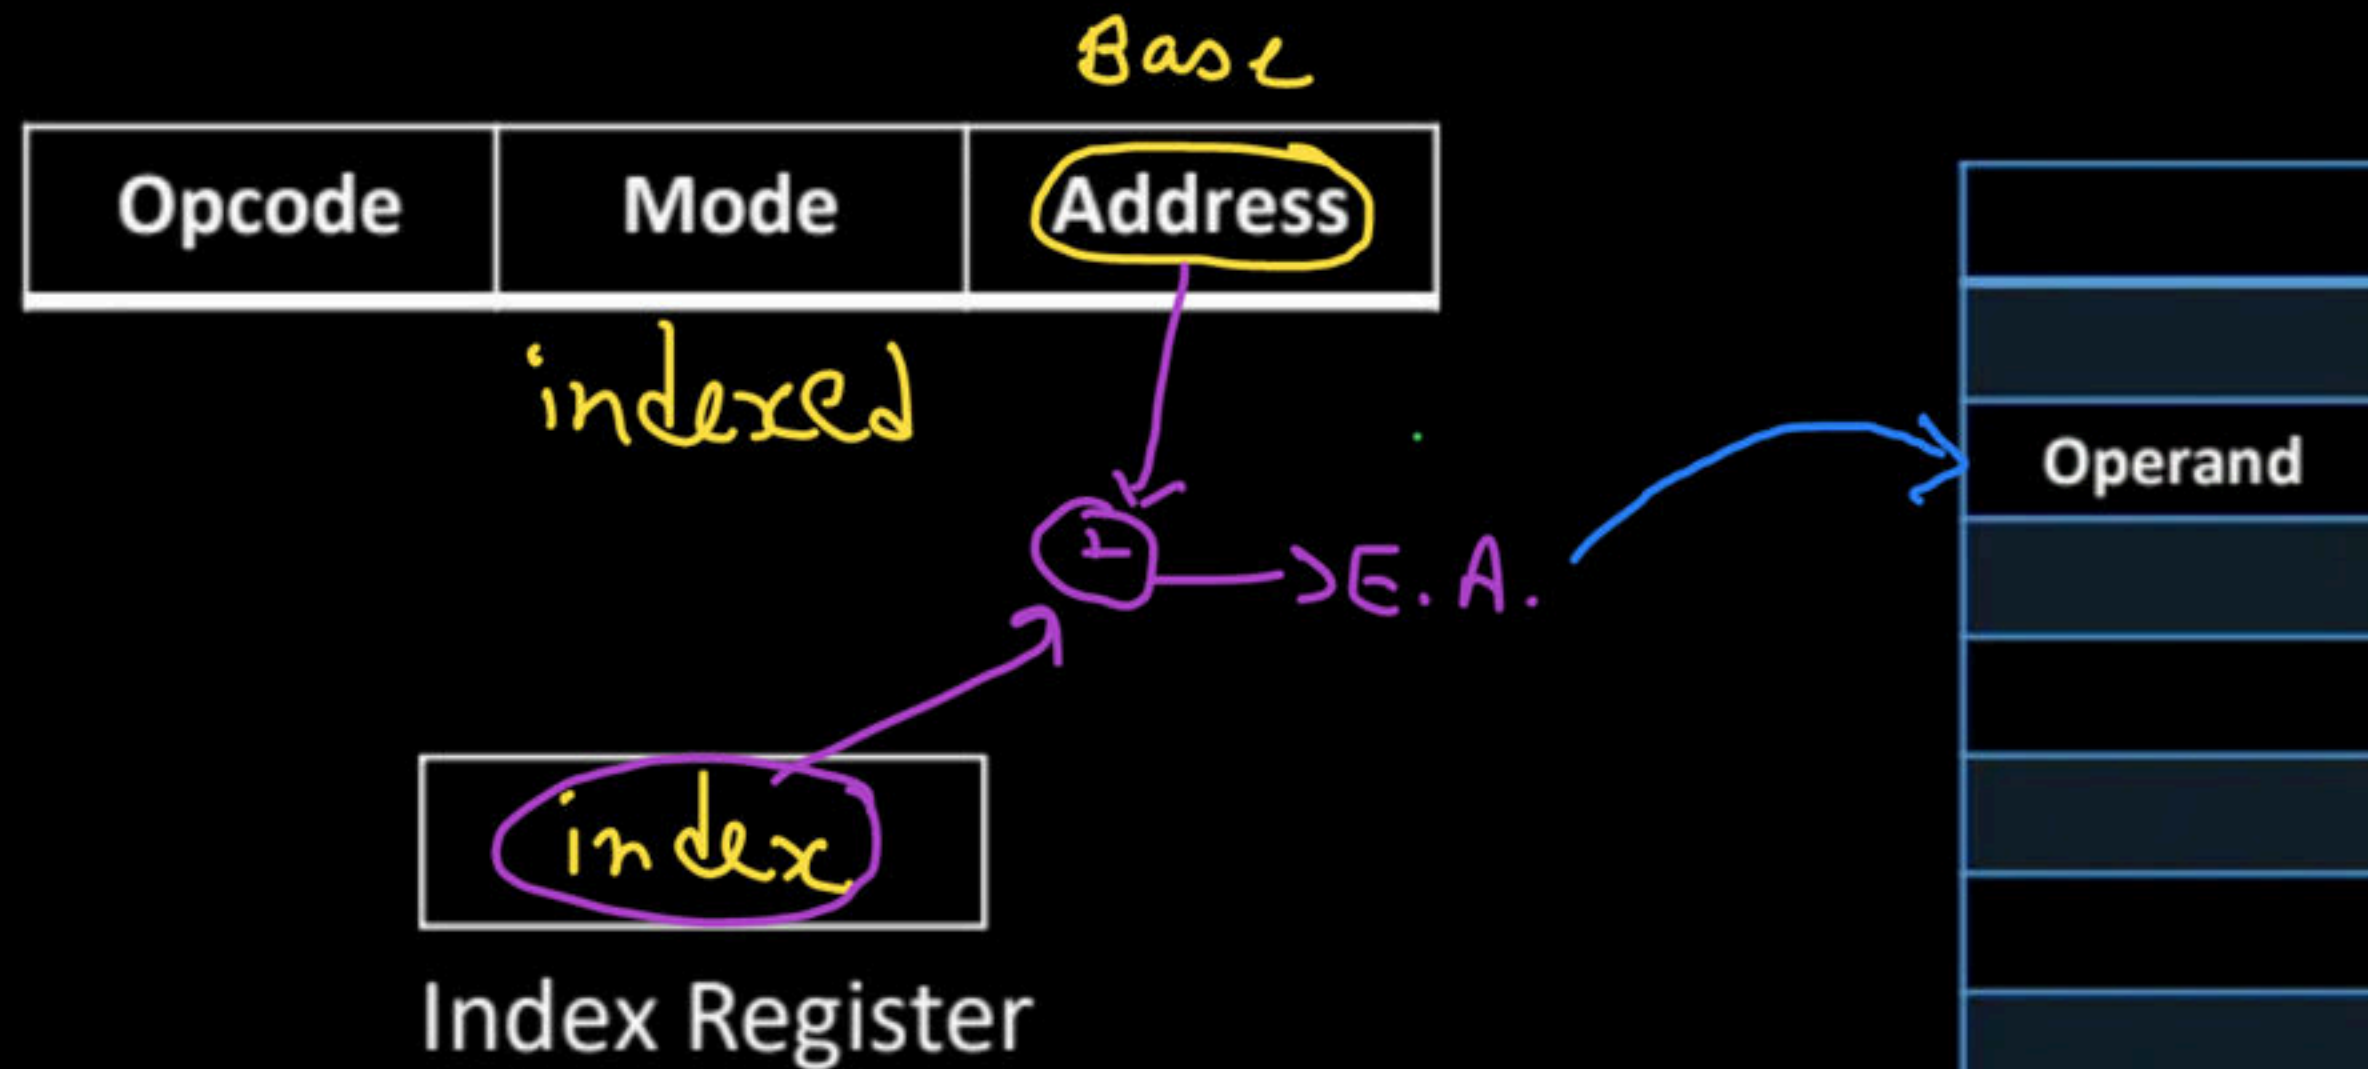 Base
Opcode Mode Address
indexed
Operand
+ E.A.
index
Index Register